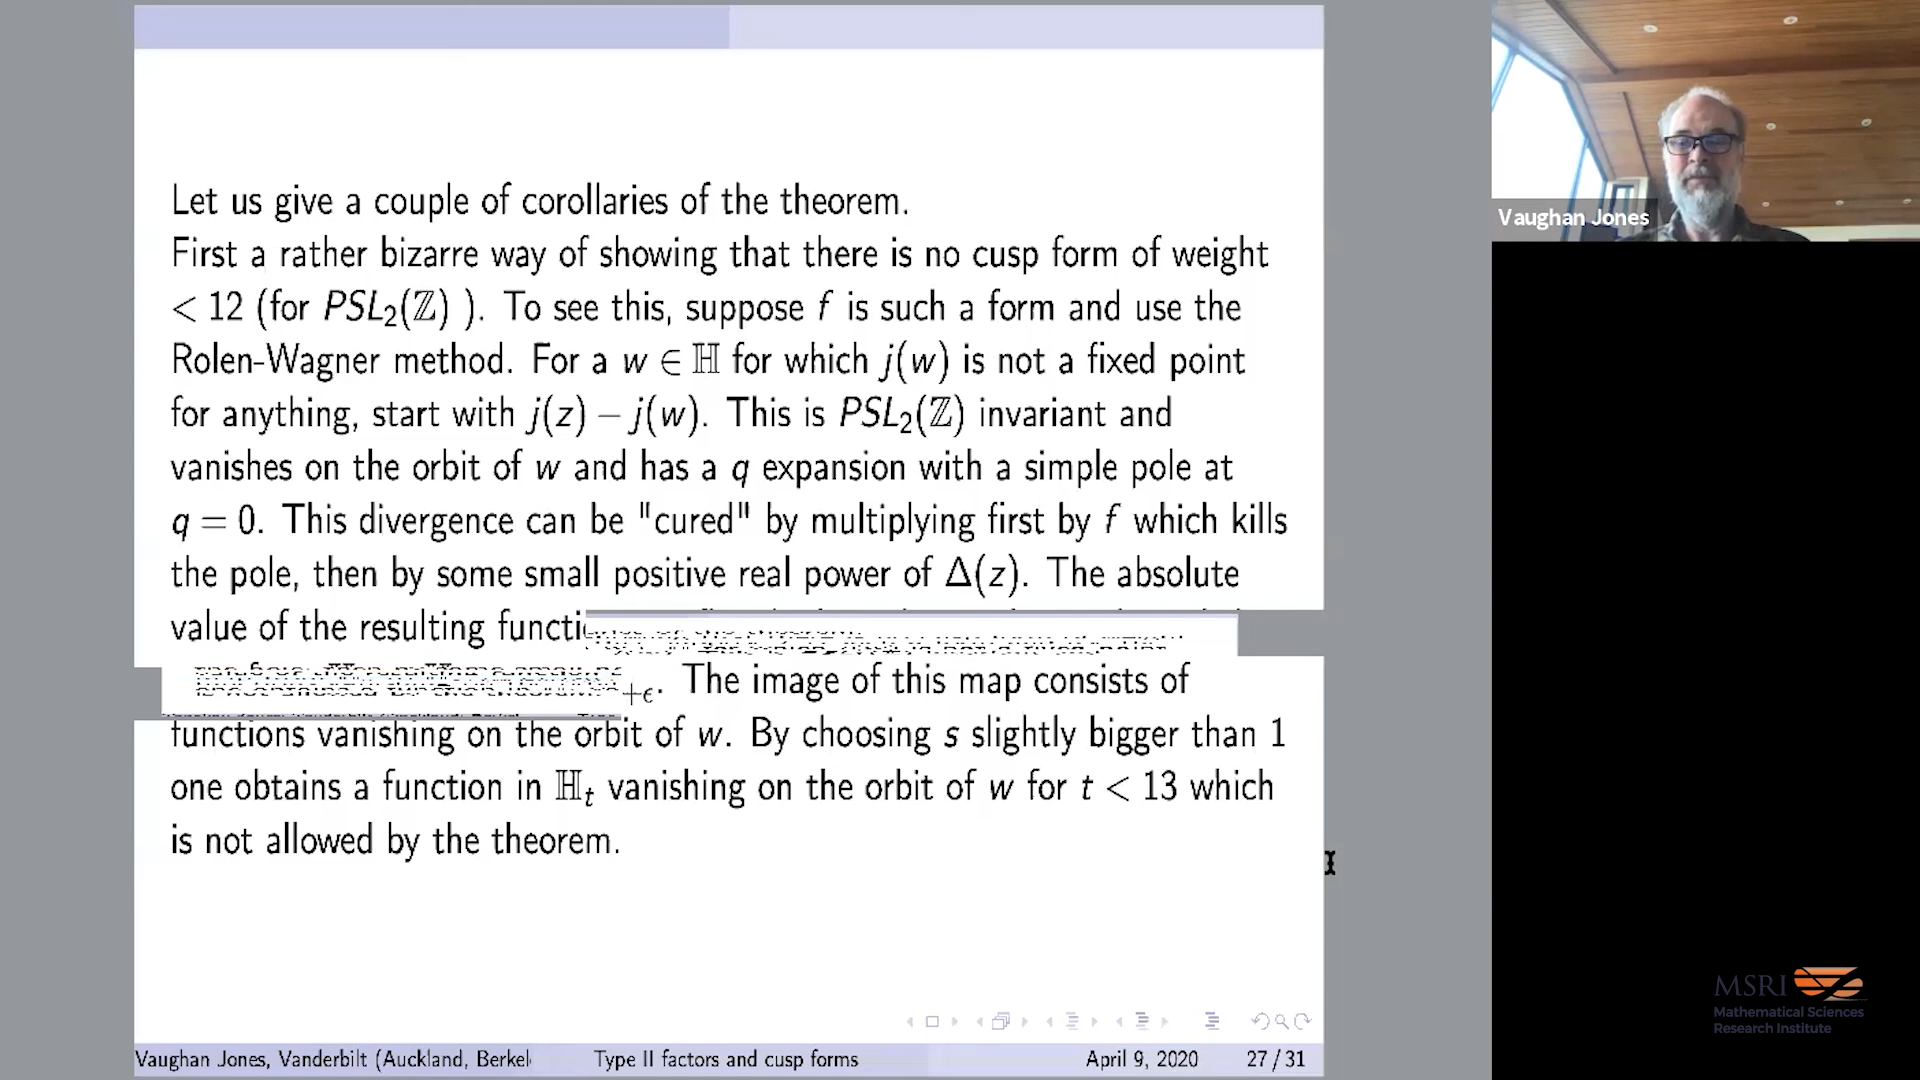 Let us give a couple of corollaries of the theorem.
First a rather bizarre way of showing that there is no cusp form of weight
< 12 (for PSL₂(ℤ) ). To see this, suppose f is such a form and use the
Rolen-Wagner method. For a w ∈ ℍ for which j(w) is not a fixed point
for anything, start with j(z) − j(w). This is PSL₂(ℤ) invariant and
vanishes on the orbit of w and has a q expansion with a simple pole at
q = 0. This divergence can be "cured" by multiplying first by f which kills
the pole, then by some small positive real power of Δ(z). The absolute
value of the resulting
+ϵ. The image of this map consists of
functions vanishing on the orbit of w. By choosing s slightly bigger than 1
one obtains a function in ℍₜ vanishing on the orbit of w for t < 13 which
is not allowed by the theorem.
Vaughan Jones, Vanderbilt (Auckland, Type II factors and cusp forms April 9, 2020 27 / 31
Vaughan Jones
MSRI
Mathematical Sciences
Research Institute